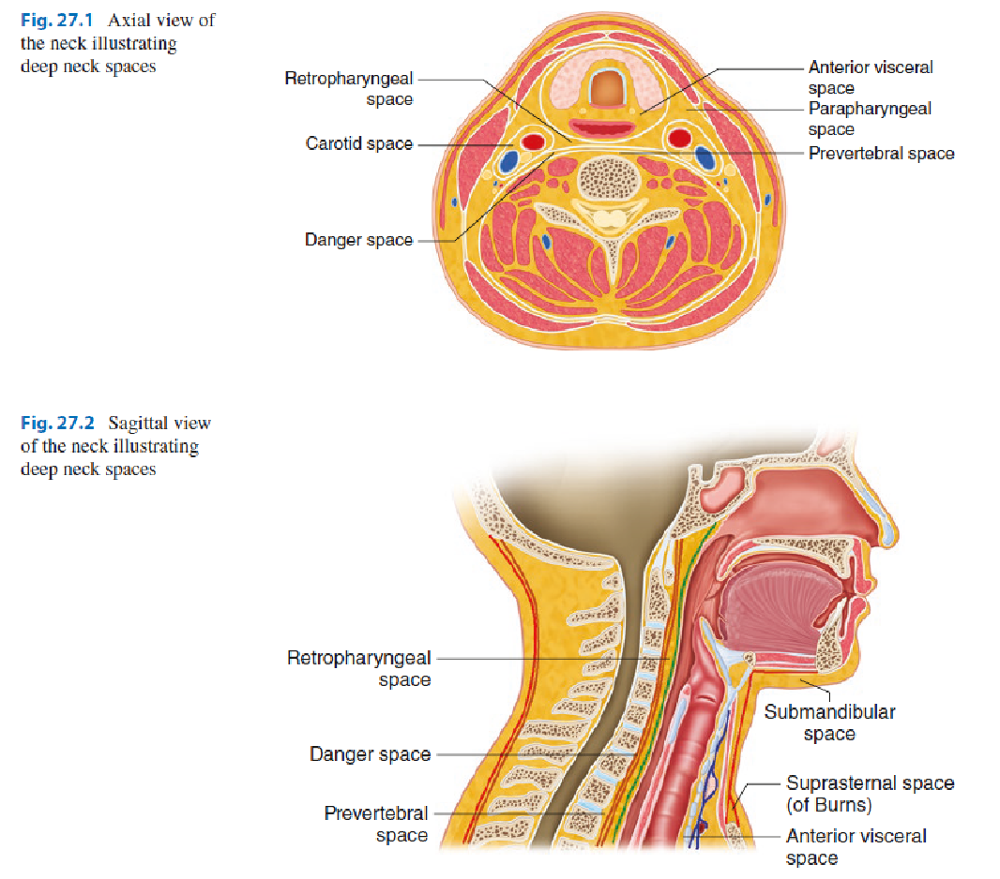 Fig. 27.1 Axial view of
the neck illustrating
deep neck spaces
Retropharyngeal
space
Carotid space
Danger space
Anterior visceral
space
Parapharyngeal
space
Prevertebral space
Fig. 27.2 Sagittal view
of the neck illustrating
deep neck spaces
Retropharyngeal
space
Danger space
Prevertebral
space
Submandibular
space
Suprasternal space
(of Burns)
Anterior visceral
space